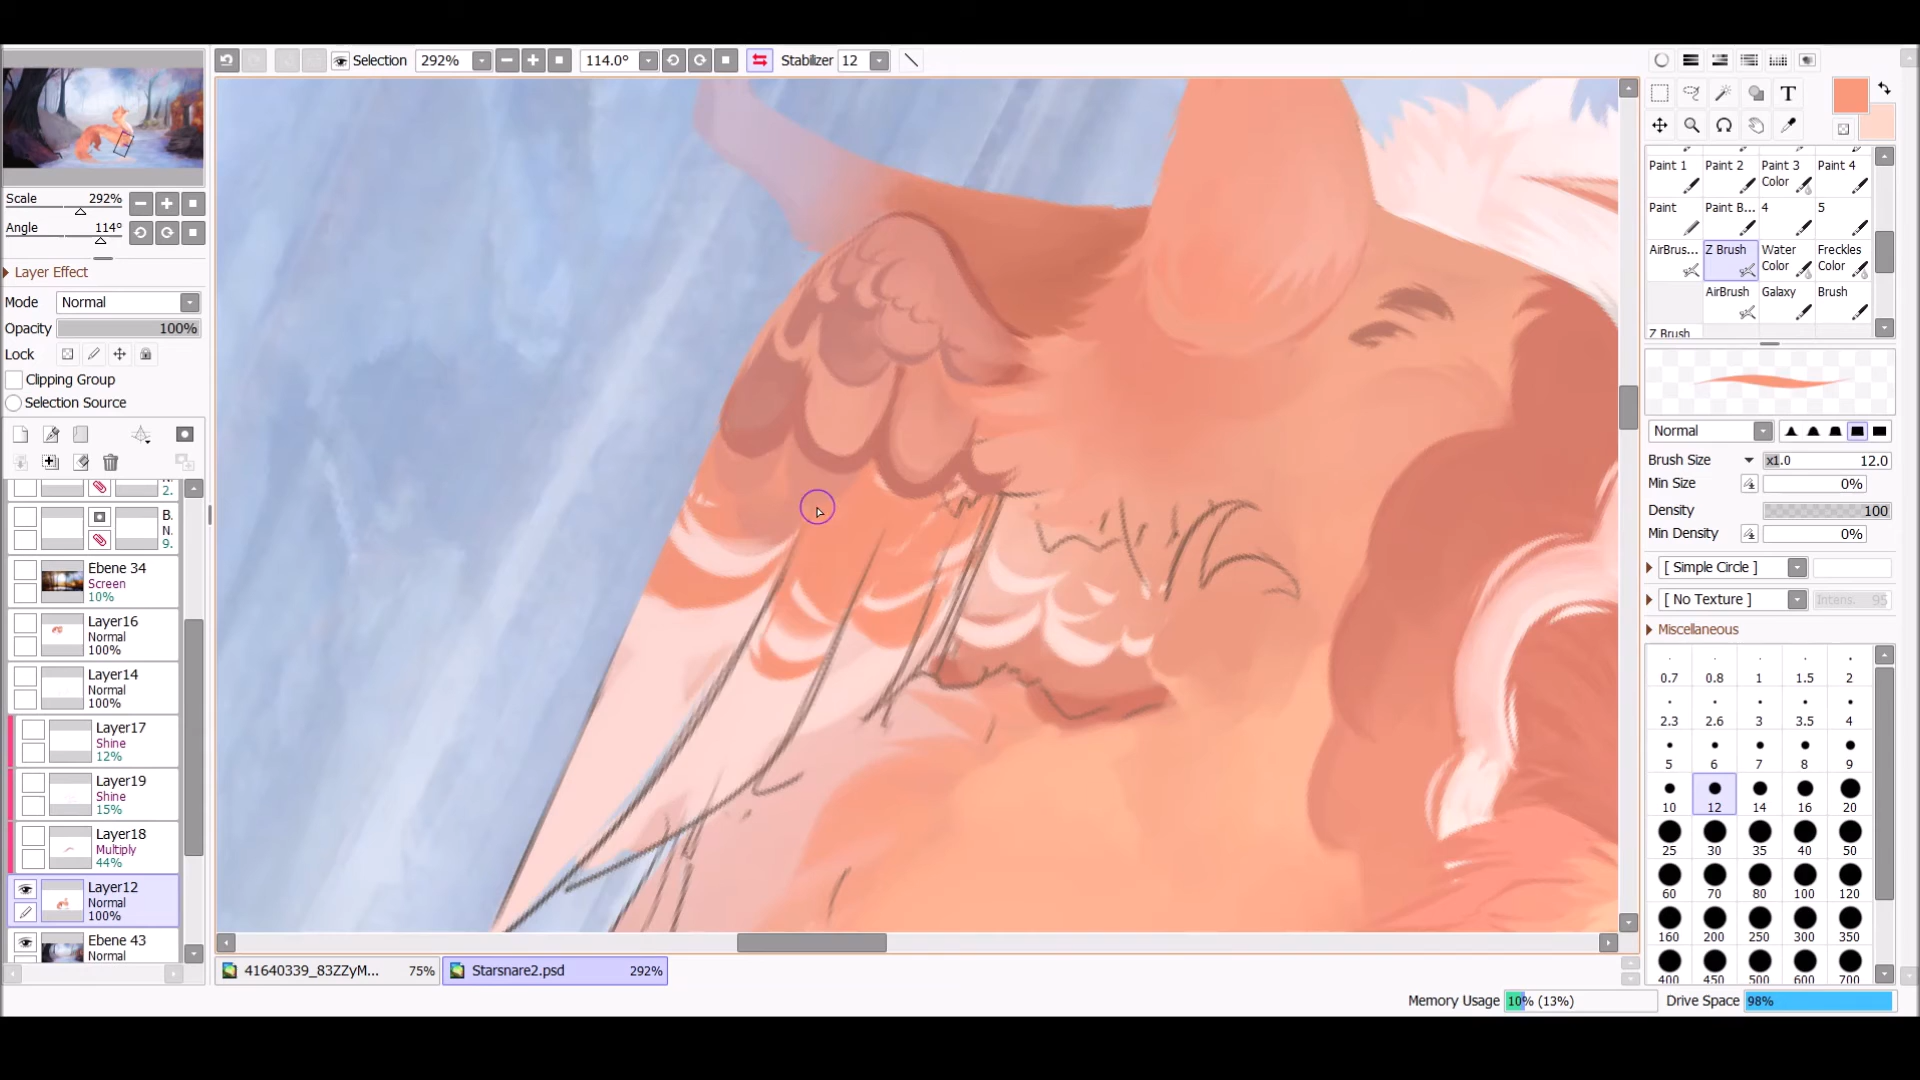 Selection
292%
114.0°
Stabilizer
12
Scale
292%
Angle
114°
Layer Effect
Mode
Normal
Opacity
100%
Lock
Clipping Group
Selection Source
2.
B.
N.
9.
Ebene 34
Screen
10%
Layer16
Normal
100%
Layer14
Normal
100%
Layer17
Shine
12%
Layer19
Shine
15%
Layer18
Multiply
44%
Layer12
Normal
100%
Ebene 43
Normal
41640339_83ZZyM...
75%
Starsnare2.psd
292%
T
Paint 1
Paint 2
Paint 3
Color
Paint 4
Paint
Paint B...
4
5
AirBrus...
Z Brush
Water
Color
Freckles
Color
AirBrush
Galaxy
Brush
Z Brush
Normal
Brush Size
x1.0
12.0
Min Size
0%
Density
100
Min Density
0%
[ Simple Circle ]
[ No Texture ]
Intens.
95
Miscellaneous
0.7 0.8 1 1.5 2
2.3 2.6 3 3.5 4
5 6 7 8 9
10 12 14 16 20
25 30 35 40 50
60 70 80 100 120
160 200 250 300 350
400 450 500 600 700
Memory Usage
10% (13%)
Drive Space
98%